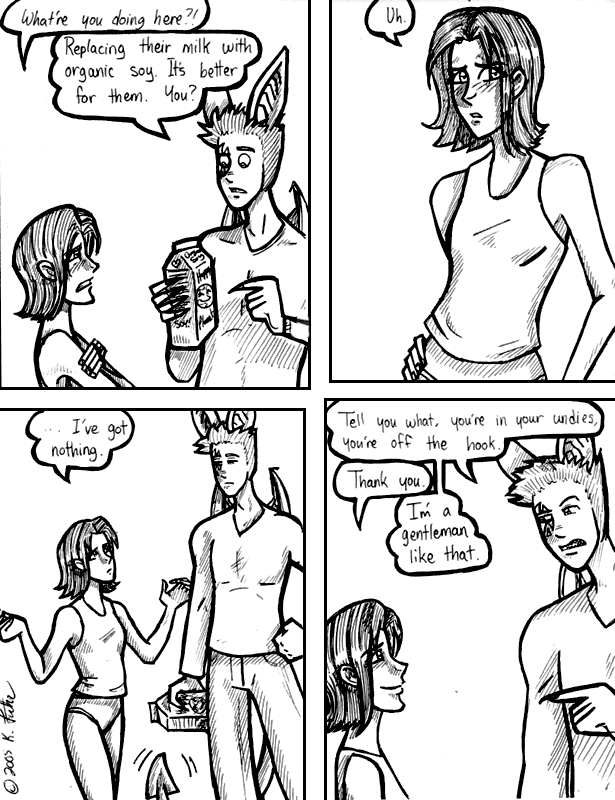 What're you doing here?!
Replacing their milk with
organic soy. It's better
for them. You?
Soy!
Uh.
... I've got
nothing.
Tell you what, you're in your undies,
you're off the hook.
Thank you.
I'm a
gentleman
like that.
© 2005 K.